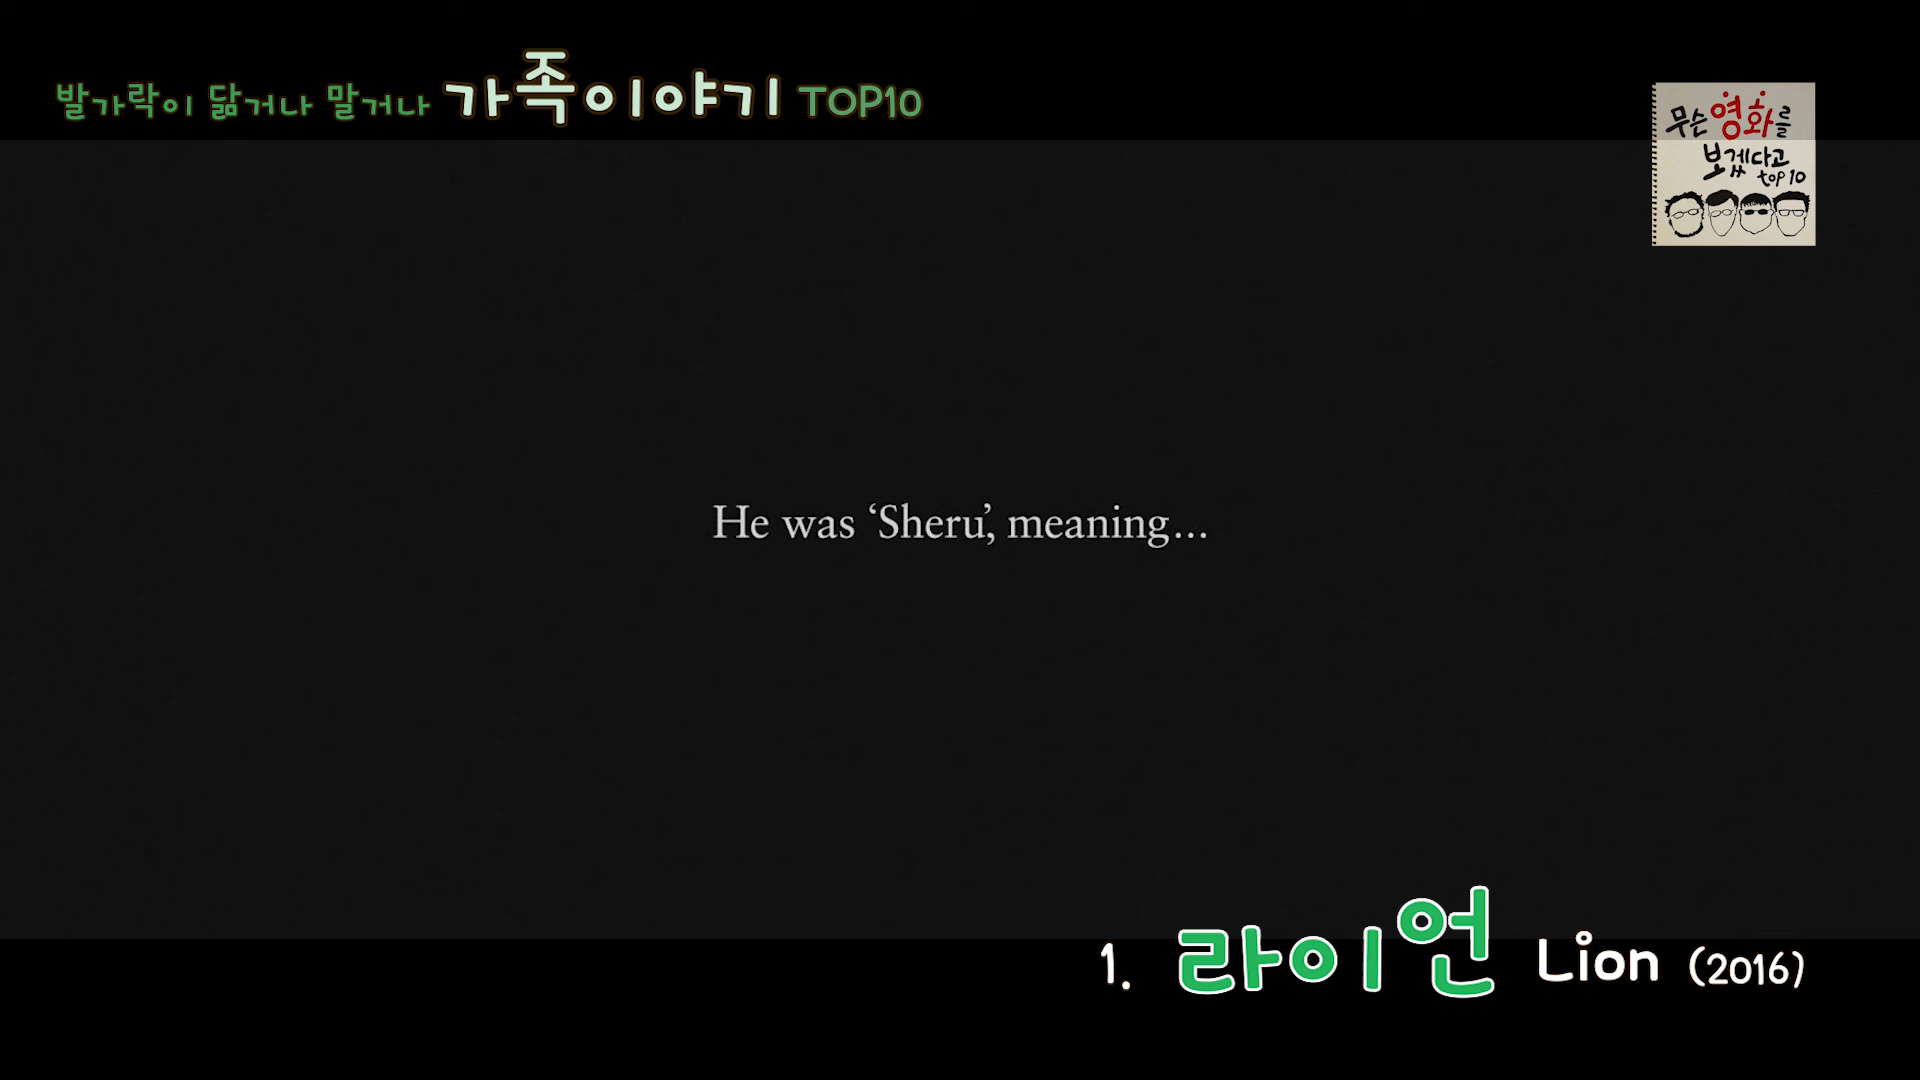 발가락이 닮거나 말거나 가족이야기 TOP10
무슨 영화를
보겠다고
top 10
He was ‘Sheru’, meaning...
1. 라이언 Lion (2016)